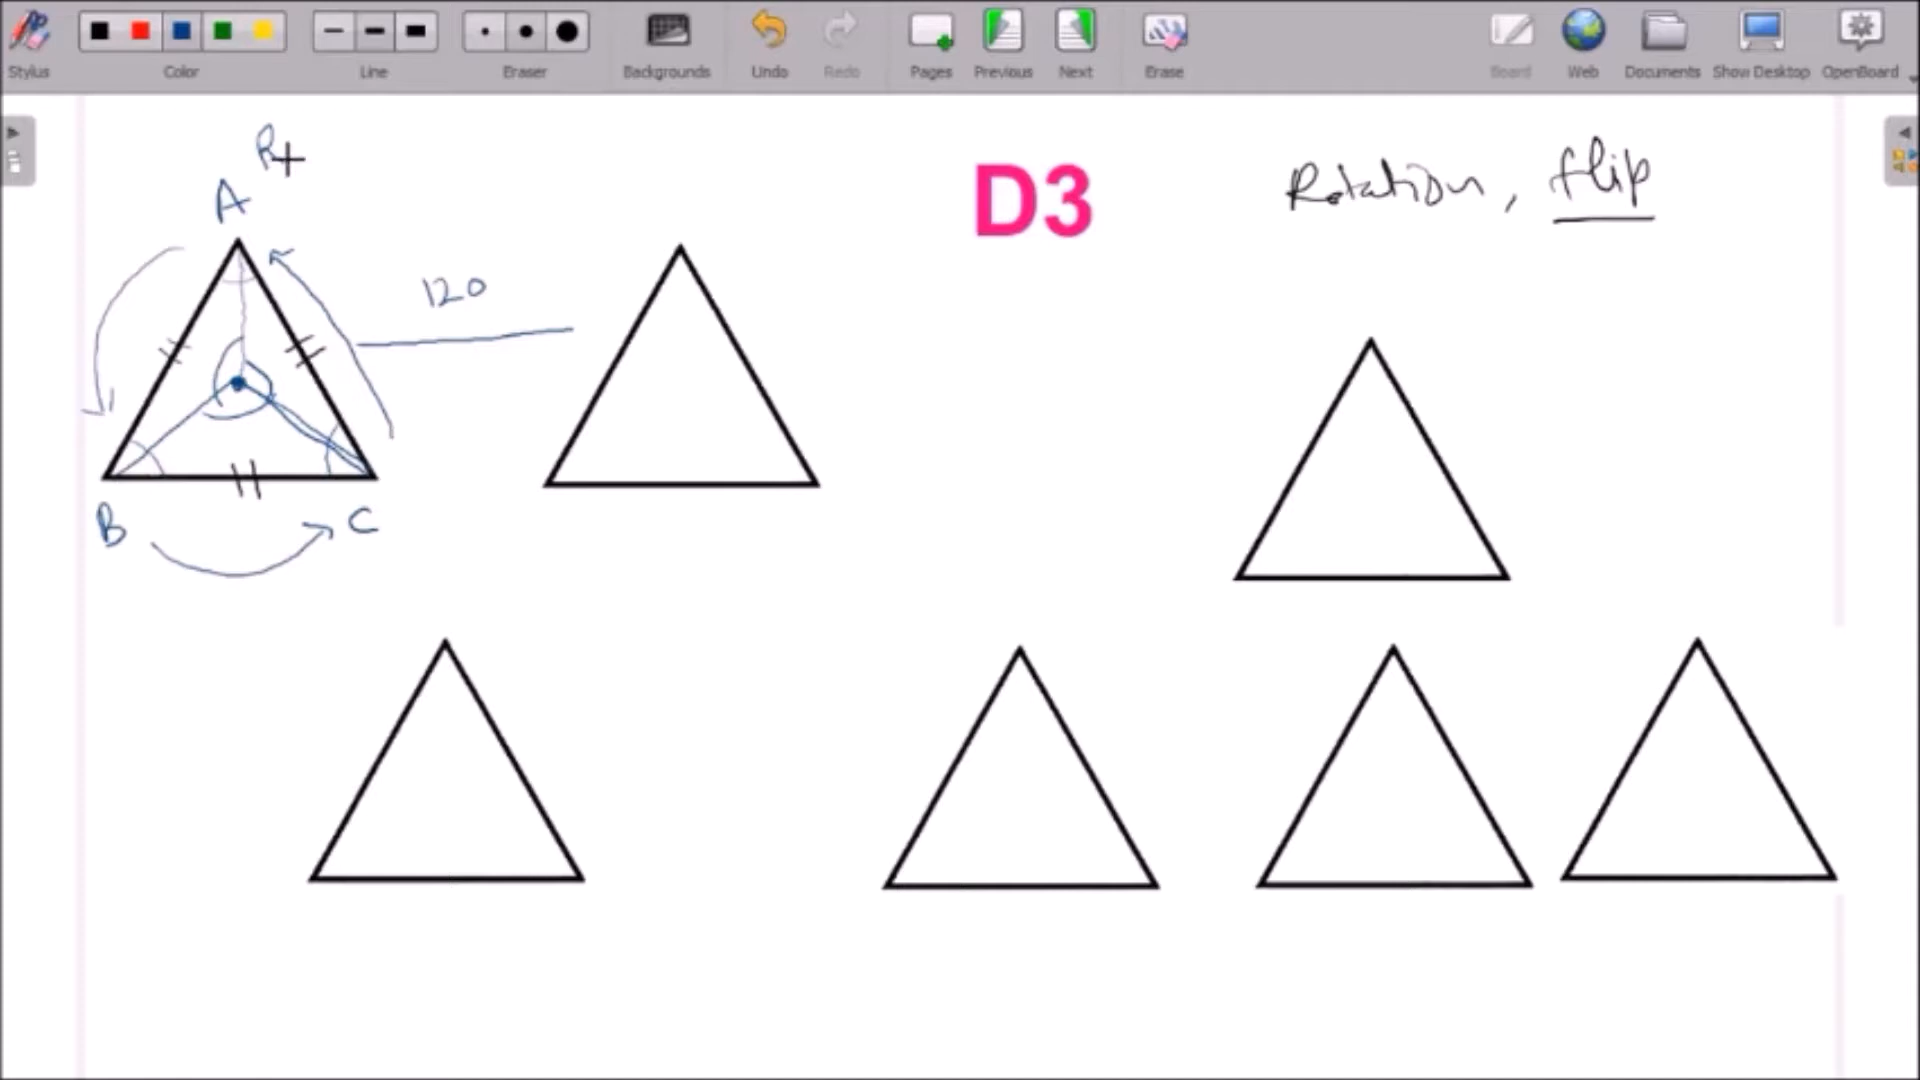 Stylus
Color
Line
Eraser
Backgrounds
Undo
Redo
Pages
Previous
Next
Erase
Board
Web
Documents
Show Desktop
OpenBoard
D3
Rotation, flip
A
120
B
C